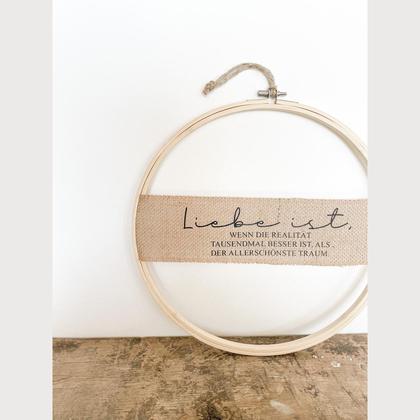 Liebe ist,
WENN DIE REALITÄT
TAUSENDMAL BESSER IST, ALS
DER ALLERSCHÖNSTE TRAUM.